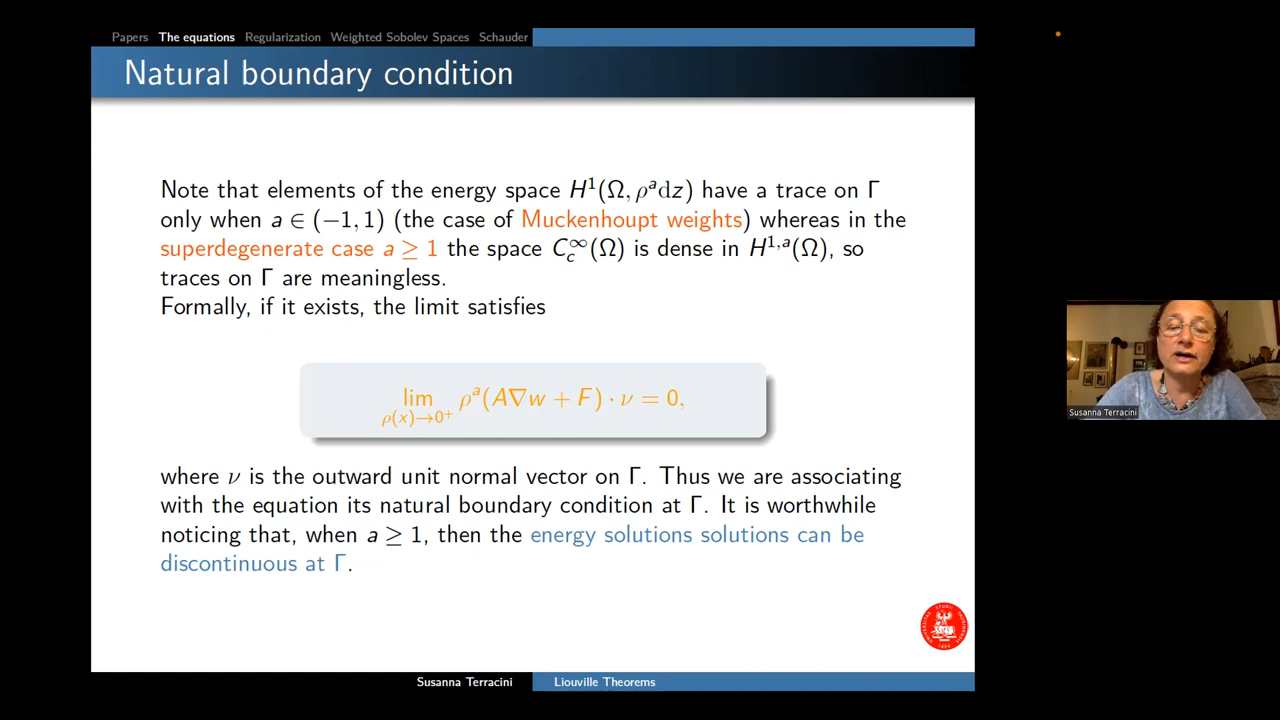 Papers The equations Regularization Weighted Sobolev Spaces Schauder
Natural boundary condition
Note that elements of the energy space H¹(Ω, ρᵃdz) have a trace on Γ
only when a ∈ (−1, 1) (the case of Muckenhoupt weights) whereas in the
superdegenerate case a ≥ 1 the space C_c^∞(Ω) is dense in H^{1,a}(Ω), so
traces on Γ are meaningless.
Formally, if it exists, the limit satisfies
lim_{ρ(x)→0⁺} ρᵃ(A∇w + F) · ν = 0,
where ν is the outward unit normal vector on Γ. Thus we are associating
with the equation its natural boundary condition at Γ. It is worthwhile
noticing that, when a ≥ 1, then the energy solutions solutions can be
discontinuous at Γ.
Susanna Terracini
Susanna Terracini Liouville Theorems